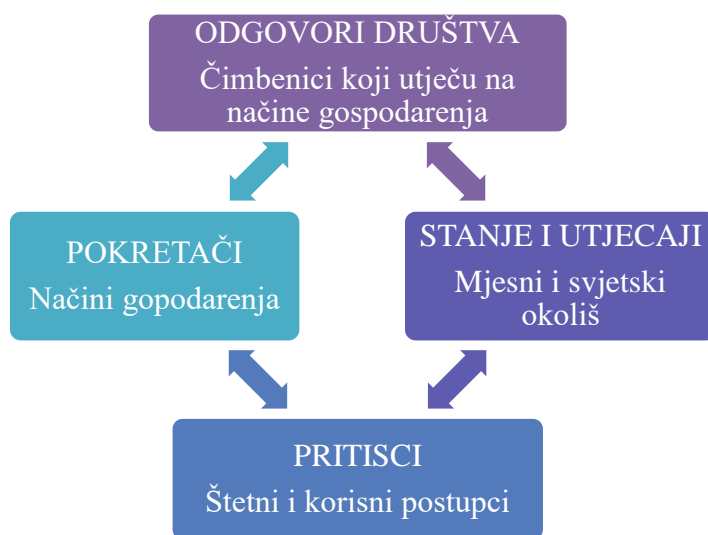 ODGOVORI DRUŠTVA
Čimbenici koji utječu na
načine gospodarenja
POKRETAČI
Načini gopodarenja
STANJE I UTJECAJI
Mjesni i svjetski
okoliš
PRITISCI
Štetni i korisni postupci